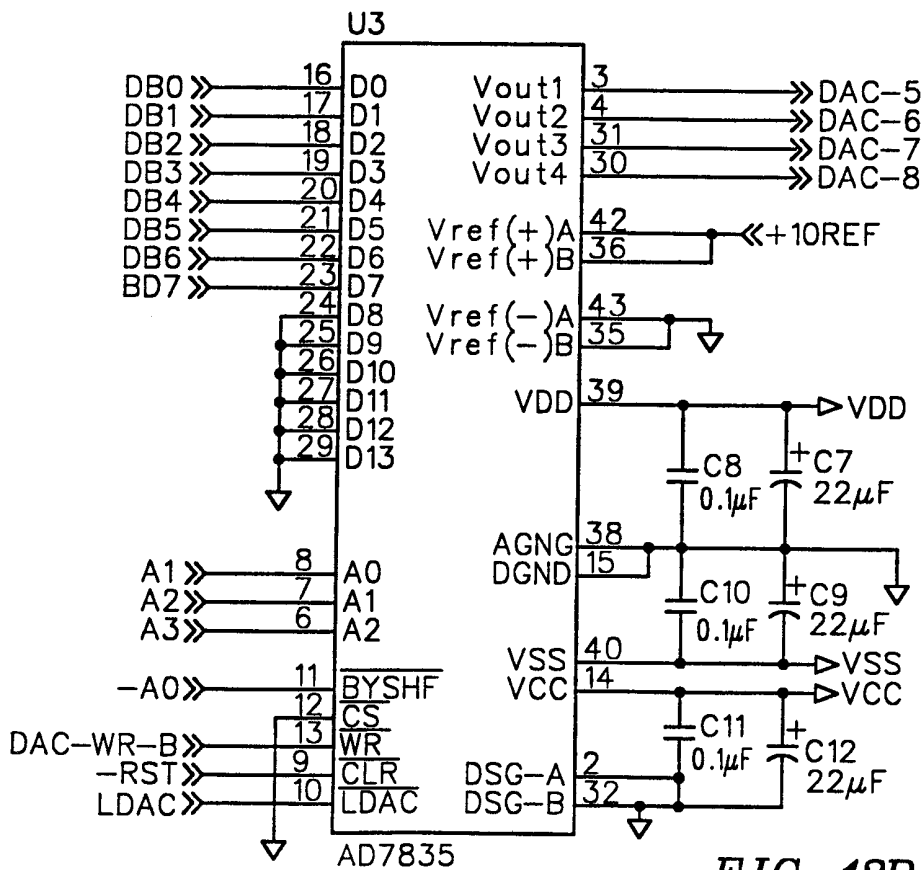 U3
DB0 16 D0 Vout1 3 DAC-5
DB1 17 D1 Vout2 4 DAC-6
DB2 18 D2 Vout3 31 DAC-7
DB3 19 D3 Vout4 30 DAC-8
DB4 20 D4
DB5 21 D5 Vref(+)A 42 +10REF
DB6 22 D6 Vref(+)B 36
BD7 23 D7
24 D8 Vref(-)A 43
25 D9 Vref(-)B 35
26 D10
27 D11 VDD 39 VDD
28 D12
29 D13
C8 0.1µF
+ C7 22µF
AGNG 38
DGND 15
A1 8 A0
A2 7 A1
A3 6 A2
C10 0.1µF
+ C9 22µF
VSS 40 VSS
-A0 11 BYSHF VCC 14 VCC
12 CS
DAC-WR-B 13 WR
-RST 9 CLR
LDAC 10 LDAC
C11 0.1µF
+ C12 22µF
DSG-A 2
DSG-B 32
AD7835